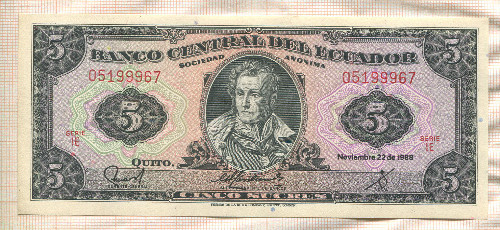 5 BANCO CENTRAL DEL ECUADOR 5
SOCIEDAD ANONIMA
05199967 05199967
5 5
SERIE IE SERIE IE
QUITO, Noviembre 22 de 1988
5 CINCO SUCRES 5